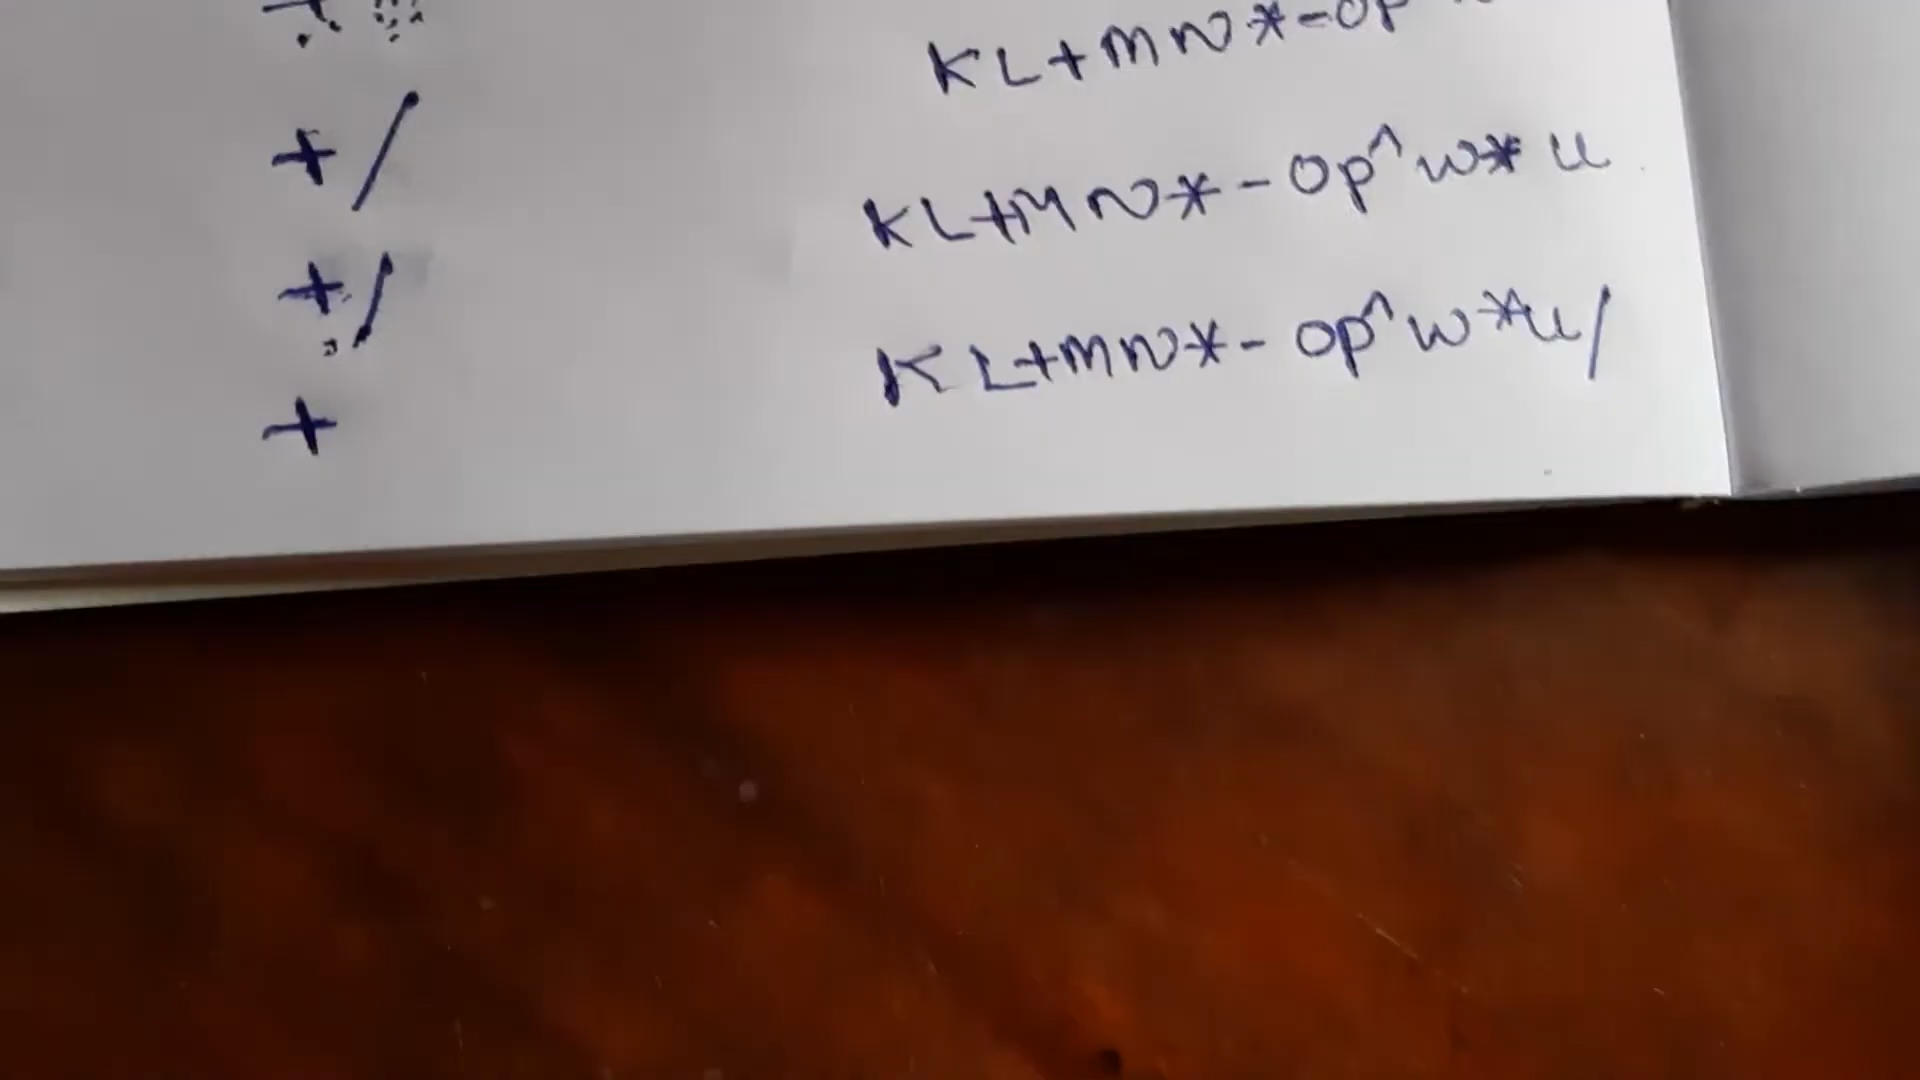 + KL+MN*-OP
+/ KL+MN*-OP^W*U
+/ KL+MN*-OP^W*U/
+